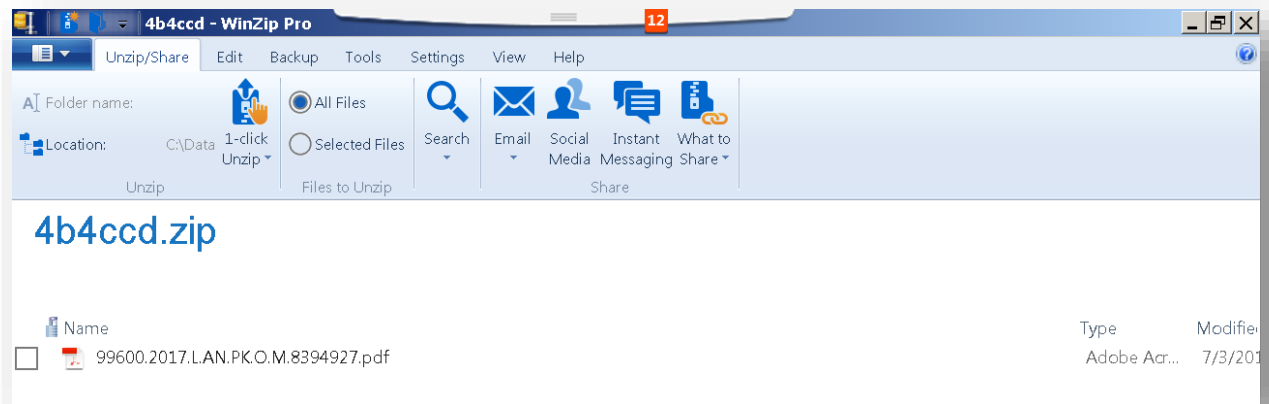 4b4ccd - WinZip Pro
12
Unzip/Share Edit Backup Tools Settings View Help
Folder name:
Location: C:\Data
1-click
Unzip
All Files
Selected Files
Search
Email
Social
Media
Instant
Messaging
What to
Share
Unzip
Files to Unzip
Share
4b4ccd.zip
Name Type Modifie
99600.2017.L.AN.PK.O.M.8394927.pdf Adobe Acr... 7/3/201